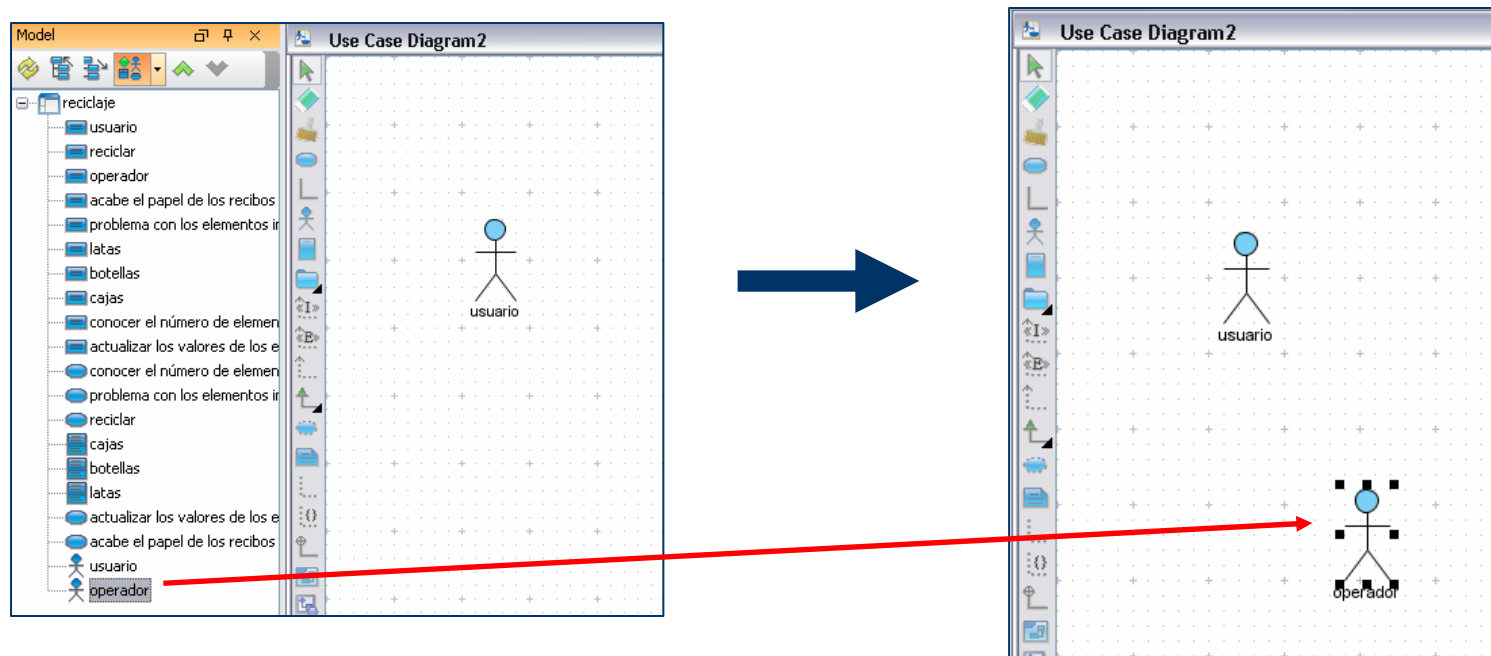 Model
reciclaje
usuario
reciclar
operador
acabe el papel de los recibos
problema con los elementos ir
latas
botellas
cajas
conocer el número de elemen
actualizar los valores de los e
conocer el número de elemen
problema con los elementos ir
reciclar
cajas
botellas
latas
actualizar los valores de los e
acabe el papel de los recibos
usuario
operador
Use Case Diagram2
«I»
«E»
{}
usuario
Use Case Diagram2
«I»
«E»
{}
usuario
operador